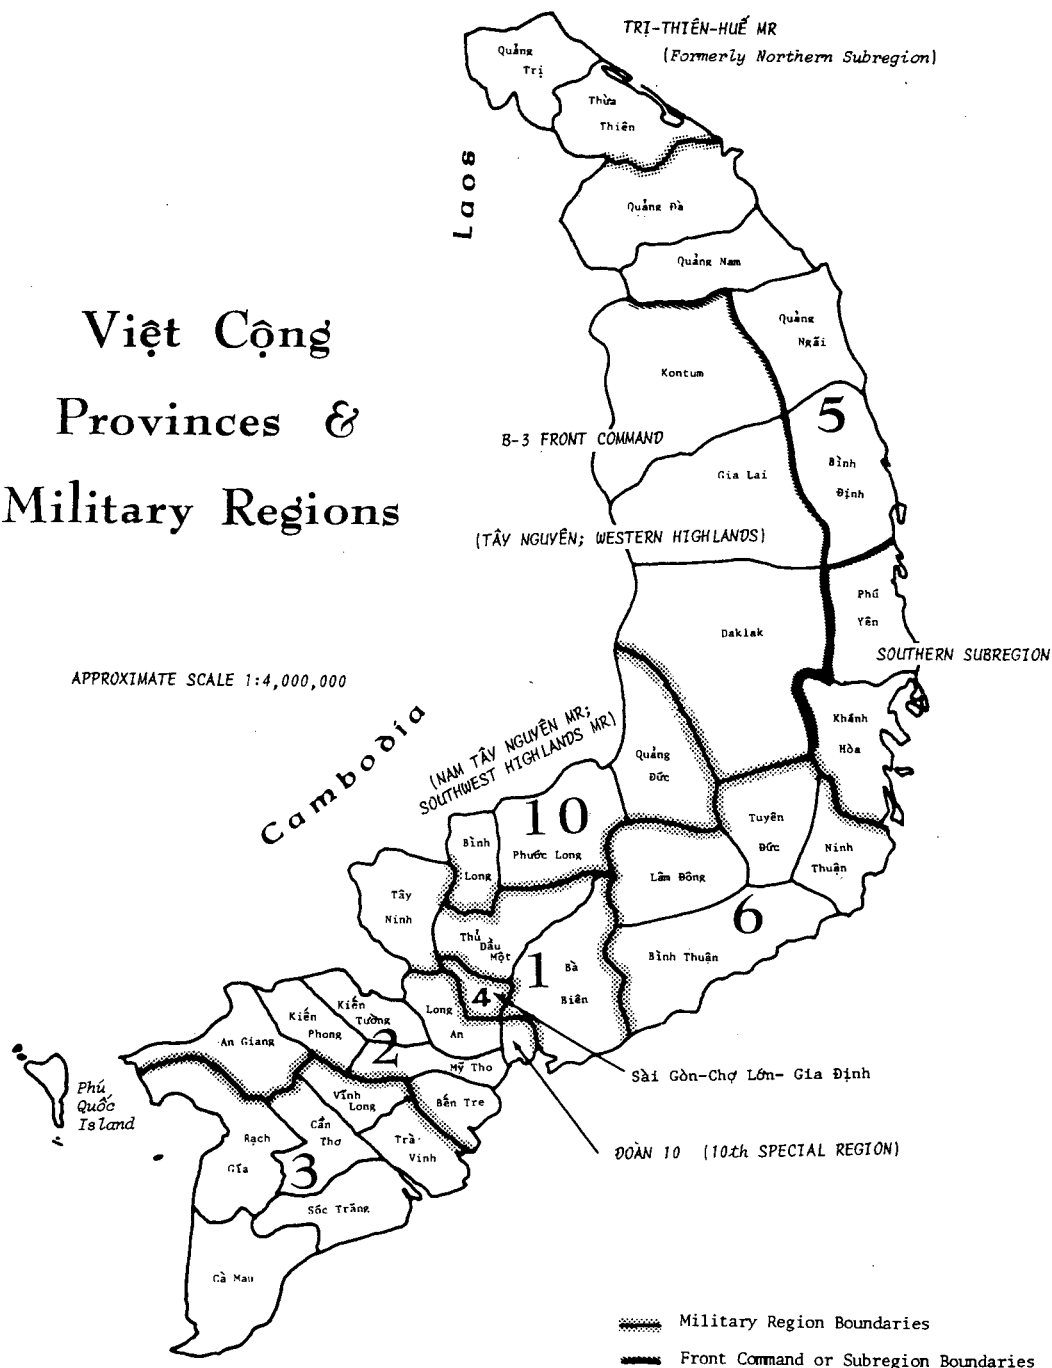 TRỊ-THIÊN-HUẾ MR
(Formerly Northern Subregion)
Quảng
Trị
Thừa
Thiên
Laos
Quảng Đà
Quảng Nam
Việt Cộng
Provinces &
Military Regions
Quảng
Ngãi
Kontum
5
B-3 FRONT COMMAND
Gia Lai
Bình
Định
(TÂY NGUYÊN; WESTERN HIGHLANDS)
Phú
Yên
Daklak
SOUTHERN SUBREGION
APPROXIMATE SCALE 1:4,000,000
Khánh
Hòa
Cambodia
(NAM TÂY NGUYÊN MR;
SOUTHWEST HIGHLANDS MR)
Quảng
Đức
10
Phước Long
Bình
Long
Tuyên
Đức
Ninh
Thuận
Lâm Đồng
Tây
Ninh
6
Thủ
Dầu
Một
1
Bà
Biên
Bình Thuận
4
Long
An
Kiến
Tường
Kiến
Phong
An Giang
2
Mỹ Tho
Sài Gòn-Chợ Lớn- Gia Định
Phú
Quốc
Island
Vĩnh
Long
Bến Tre
Cần
Thơ
Rạch
Gía
Trà
Vinh
ĐOÀN 10 (10th SPECIAL REGION)
3
Sóc Trăng
Cà Mau
Military Region Boundaries
Front Command or Subregion Boundaries